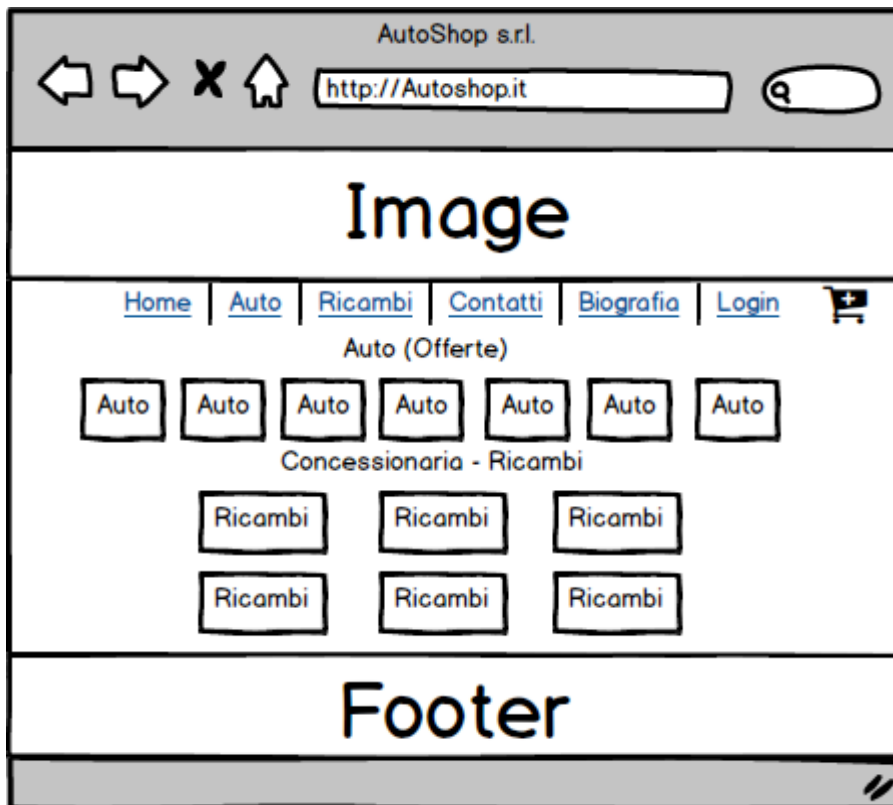 AutoShop s.r.l.
http://Autoshop.it
Image
Home Auto Ricambi Contatti Biografia Login
Auto (Offerte)
Auto Auto Auto Auto Auto Auto Auto
Concessionaria - Ricambi
Ricambi Ricambi Ricambi
Ricambi Ricambi Ricambi
Footer